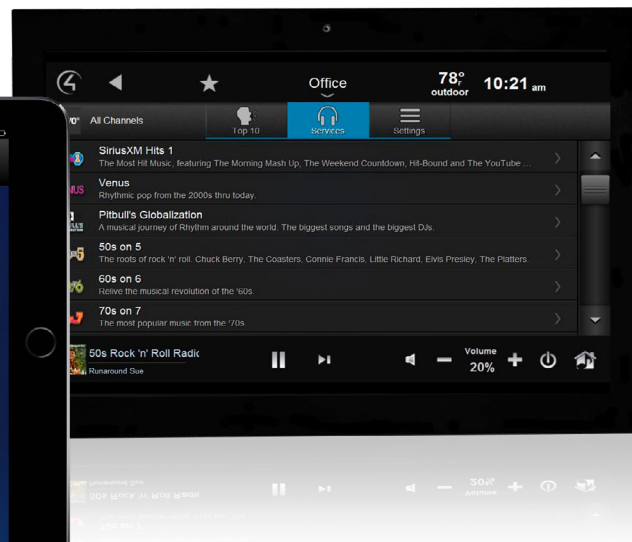 Office
78°F
outdoor
10:21 am
All Channels
Top 10
Services
Settings
SiriusXM Hits 1
The Most Hit Music, featuring The Morning Mash Up, The Weekend Countdown, Hit-Bound and The YouTube ...
Venus
Rhythmic pop from the 2000s thru today.
Pitbull's Globalization
A musical journey of Rhythm around the world. The biggest songs and the biggest DJs.
50s on 5
The roots of rock 'n' roll. Chuck Berry, The Coasters, Connie Francis, Little Richard, Elvis Presley, The Platters.
60s on 6
Relive the musical revolution of the '60s.
70s on 7
The most popular music from the '70s.
50s Rock 'n' Roll Radio
Runaround Sue
Volume
20%